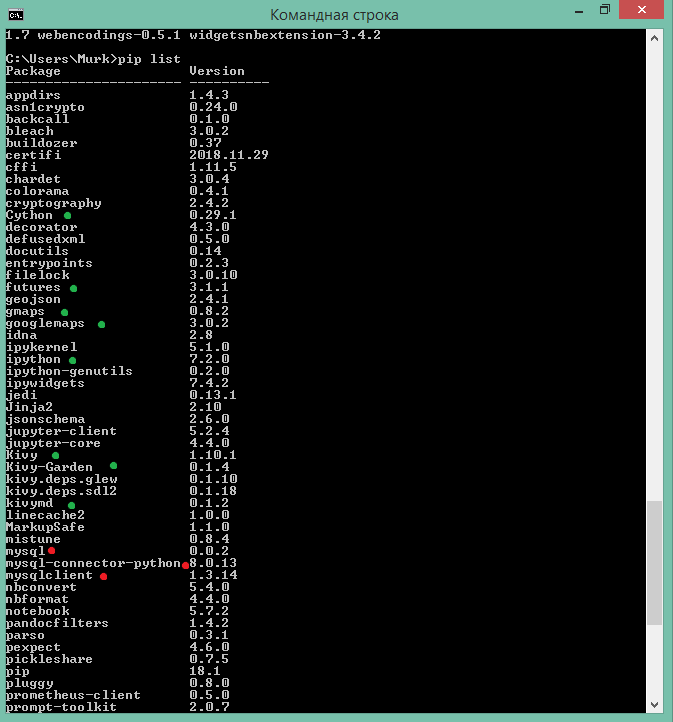 Командная строка
1.7 webencodings-0.5.1 widgetsnbextension-3.4.2
C:\Users\Murk>pip list
Package Version
---------------------- ----------
appdirs 1.4.3
asn1crypto 0.24.0
backcall 0.1.0
bleach 3.0.2
buildozer 0.37
certifi 2018.11.29
cffi 1.11.5
chardet 3.0.4
colorama 0.4.1
cryptography 2.4.2
Cython 0.29.1
decorator 4.3.0
defusedxml 0.5.0
docutils 0.14
entrypoints 0.2.3
filelock 3.0.10
futures 3.1.1
geojson 2.4.1
gmaps 0.8.2
googlemaps 3.0.2
idna 2.8
ipykernel 5.1.0
ipython 7.2.0
ipython-genutils 0.2.0
ipywidgets 7.4.2
jedi 0.13.1
Jinja2 2.10
jsonschema 2.6.0
jupyter-client 5.2.4
jupyter-core 4.4.0
Kivy 1.10.1
Kivy-Garden 0.1.4
kivy.deps.glew 0.1.10
kivy.deps.sdl2 0.1.18
kivymd 0.1.2
linecache2 1.0.0
MarkupSafe 1.1.0
mistune 0.8.4
mysql 0.0.2
mysql-connector-python 8.0.13
mysqlclient 1.3.14
nbconvert 5.4.0
nbformat 4.4.0
notebook 5.7.2
pandocfilters 1.4.2
parso 0.3.1
pexpect 4.6.0
pickleshare 0.7.5
pip 18.1
pluggy 0.8.0
prometheus-client 0.5.0
prompt-toolkit 2.0.7